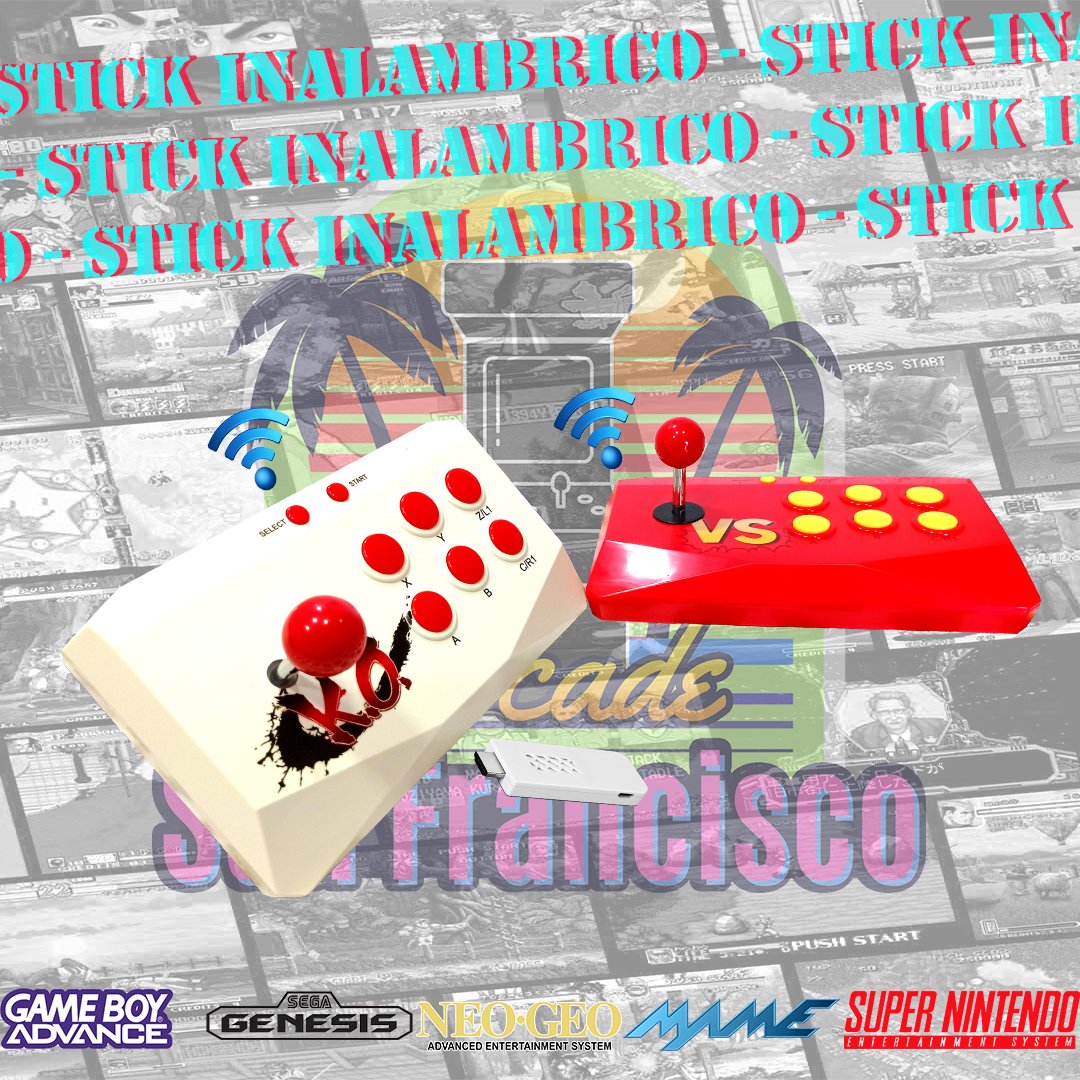 STICK INALAMBRICO - STICK INA
- STICK INALAMBRICO - STICK I
O - STICK INALAMBRICO - STICK
PRESS START
SELECT
START
X
Y
Z/L1
A
B
C/R1
K.O.
VS
cade
San Francisco
PUSH START
GAME BOY
ADVANCE
SEGA
GENESIS
NEO·GEO
ADVANCED ENTERTAINMENT SYSTEM
MAME
SUPER NINTENDO
ENTERTAINMENT SYSTEM